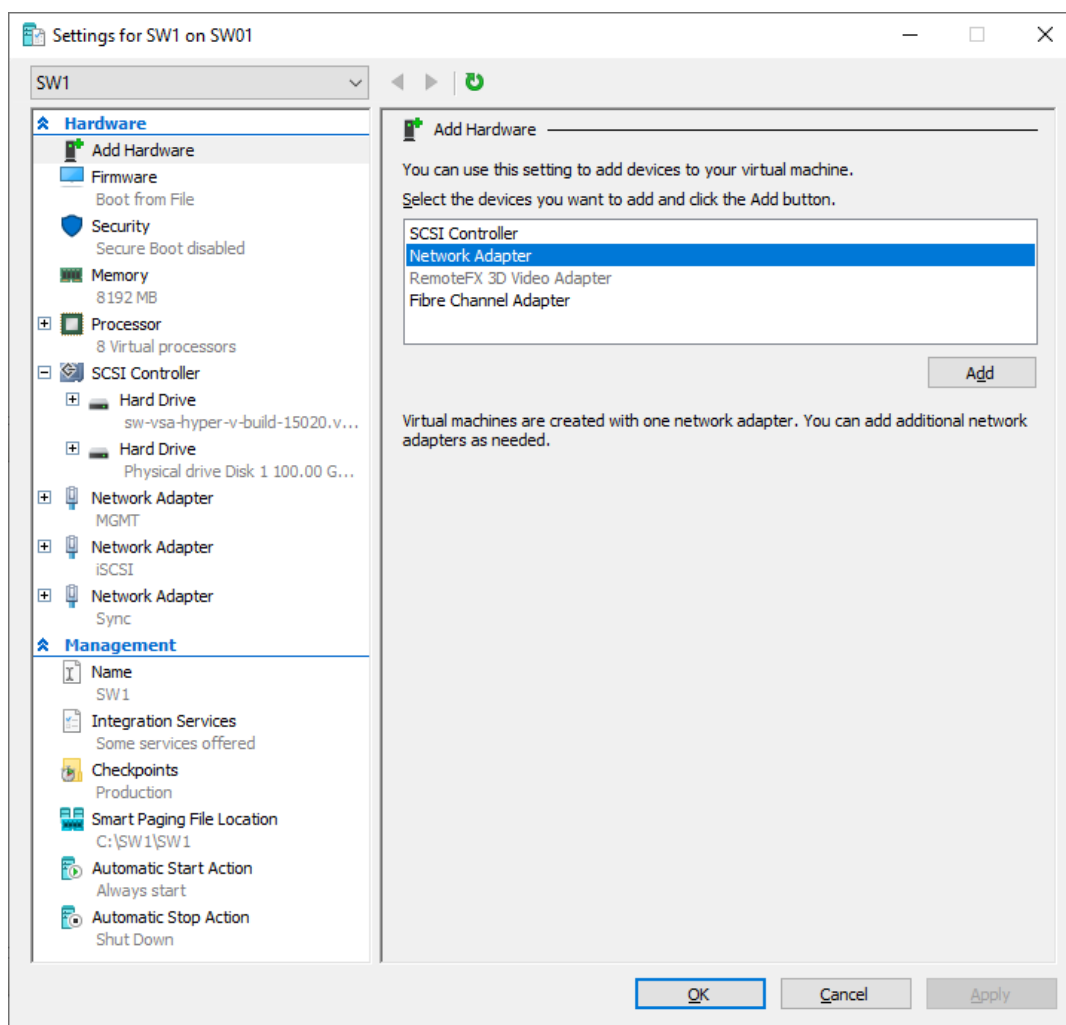 Settings for SW1 on SW01
SW1
Hardware
Add Hardware
Firmware
Boot from File
Security
Secure Boot disabled
Memory
8192 MB
Processor
8 Virtual processors
SCSI Controller
Hard Drive
sw-vsa-hyper-v-build-15020.v...
Hard Drive
Physical drive Disk 1 100.00 G...
Network Adapter
MGMT
Network Adapter
iSCSI
Network Adapter
Sync
Management
Name
SW1
Integration Services
Some services offered
Checkpoints
Production
Smart Paging File Location
C:\SW1\SW1
Automatic Start Action
Always start
Automatic Stop Action
Shut Down
Add Hardware
You can use this setting to add devices to your virtual machine.
Select the devices you want to add and click the Add button.
SCSI Controller
Network Adapter
RemoteFX 3D Video Adapter
Fibre Channel Adapter
Add
Virtual machines are created with one network adapter. You can add additional network
adapters as needed.
OK
Cancel
Apply